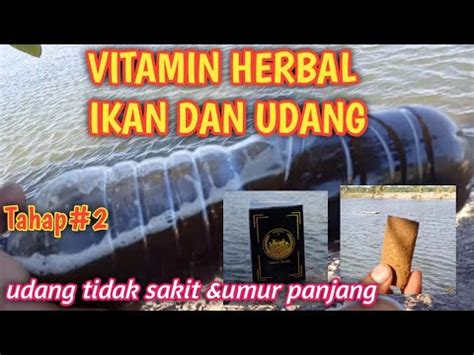 VITAMIN HERBAL
IKAN DAN UDANG
Tahap#2
udang tidak sakit &umur panjang